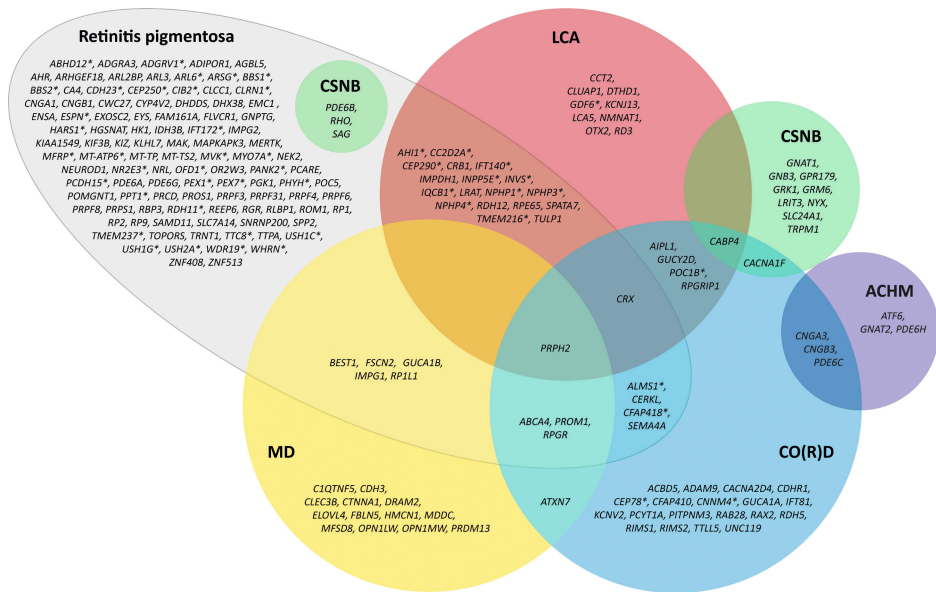 Retinitis pigmentosa
ABHD12*, ADGRA3, ADGRV1*, ADIPOR1, AGBL5,
AHR, ARHGEF18, ARL2BP, ARL3, ARL6*, ARSG*, BBS1*,
BBS2*, CA4, CDH23*, CEP250*, CIB2*, CLCC1, CLRN1*,
CNGA1, CNGB1, CWC27, CYP4V2, DHDDS, DHX38, EMC1
ENSA, ESPN*, EXOSC2, EYS, FAM161A, FLVCR1, GNPTG,
HARS1*, HGSNAT, HK1, IDH3B, IFT172*, IMPG2,
KIAA1549, KIF3B, KIZ, KLHL7, MAK, MAPKAPK3, MERTK,
MFRP*, MT-ATP6*, MT-TP, MT-TS2, MVK*, MYO7A*, NEK2,
NEUROD1, NR2E3*, NRL, OFD1*, OR2W3, PANK2*, PCARE,
PCDH15*, PDE6A, PDE6G, PEX1*, PEX7*, PGK1, PHYH*, POC5,
POMGNT1, PPT1*, PRCD, PROS1, PRPF3, PRPF31, PRPF4, PRPF6,
PRPF8, PRPS1, RBP3, RDH11*, REEP6, RGR, RLBP1, ROM1, RP1,
RP2, RP9, SAMD11, SLC7A14, SNRNP200, SPP2,
TMEM237*, TOPORS, TRNT1, TTC8*, TTPA, USH1C*,
USH1G*, USH2A*, WDR19*, WHRN*,
ZNF408, ZNF513
CSNB
PDE6B,
RHO,
SAG
LCA
CCT2,
CLUAP1, DTHD1,
GDF6*, KCNJ13,
LCA5, NMNAT1,
OTX2, RD3
AHI1*, CC2D2A*,
CEP290*, CRB1, IFT140*,
IMPDH1, INPP5E*, INVS*,
IQCB1*, LRAT, NPHP1*, NPHP3*,
NPHP4*, RDH12, RPE65, SPATA7,
TMEM216*, TULP1
CSNB
GNAT1,
GNB3, GPR179,
GRK1, GRM6,
LRIT3, NYX,
SLC24A1,
TRPM1
CABP4
CACNA1F
AIPL1,
GUCY2D,
POC1B*,
RPGRIP1
CRX
ACHM
ATF6,
GNAT2, PDE6H
CNGA3,
CNGB3,
PDE6C
PRPH2
BEST1, FSCN2, GUCA1B,
IMPG1, RP1L1
ALMS1*,
CERKL,
CFAP418*,
SEMA4A
ABCA4, PROM1,
RPGR
MD
C1QTNF5, CDH3,
CLEC3B, CTNNA1, DRAM2,
ELOVL4, FBLN5, HMCN1, MDDC,
MFSD8, OPN1LW, OPN1MW, PRDM13
ATXN7
CO(R)D
ACBD5, ADAM9, CACNA2D4, CDHR1,
CEP78*, CFAP410, CNNM4*, GUCA1A, IFT81,
KCNV2, PCYT1A, PITPNM3, RAB28, RAX2, RDH5,
RIMS1, RIMS2, TTLL5, UNC119